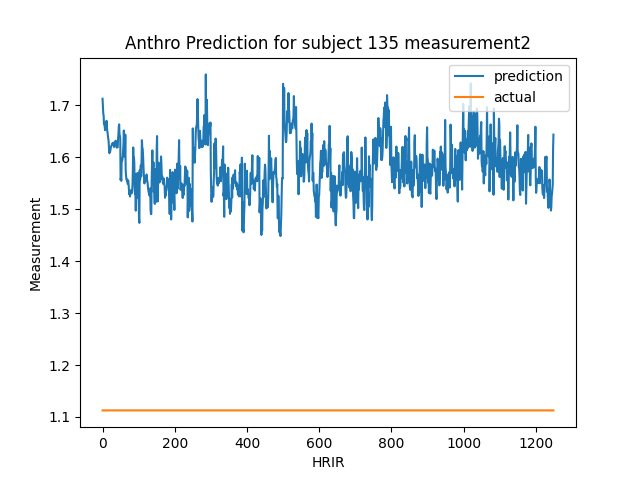 Anthro Prediction for subject 135 measurement2
prediction
actual
1.7
1.6
1.5
1.4
1.3
1.2
1.1
Measurement
0 200 400 600 800 1000 1200
HRIR